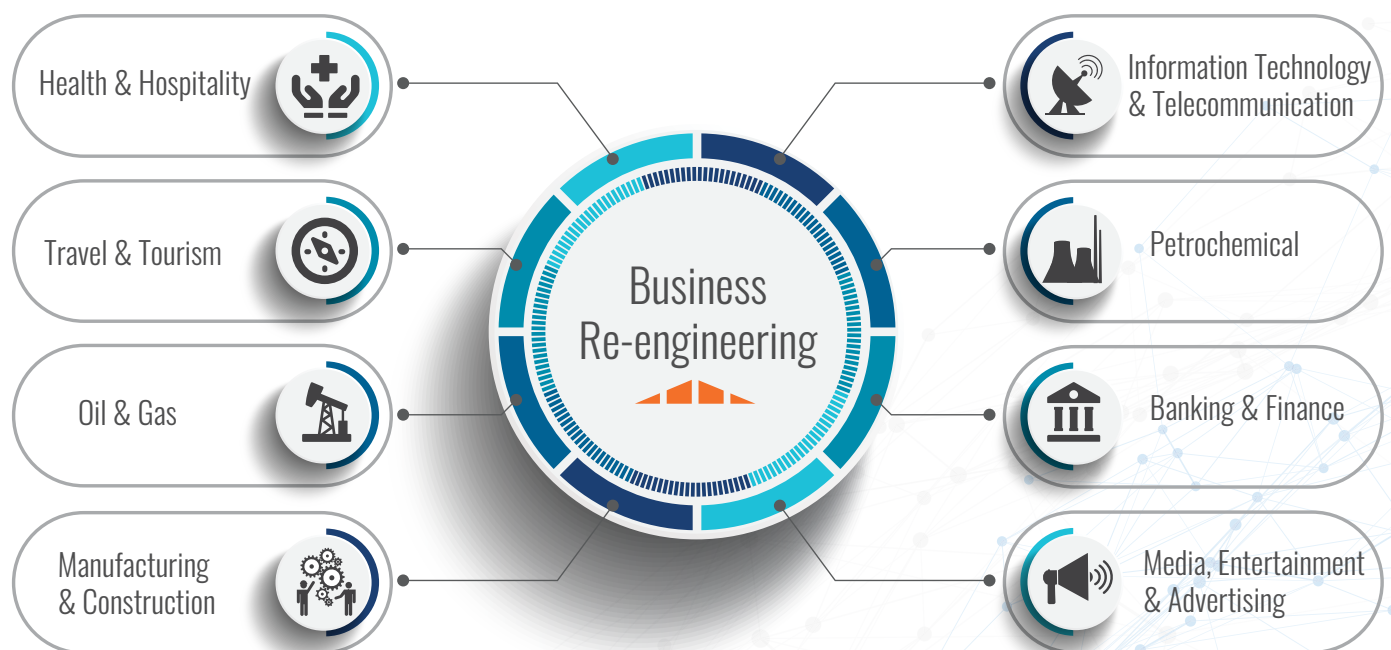 Health & Hospitality
Travel & Tourism
Oil & Gas
Manufacturing
& Construction
Business
Re-engineering
Information Technology
& Telecommunication
Petrochemical
Banking & Finance
Media, Entertainment
& Advertising